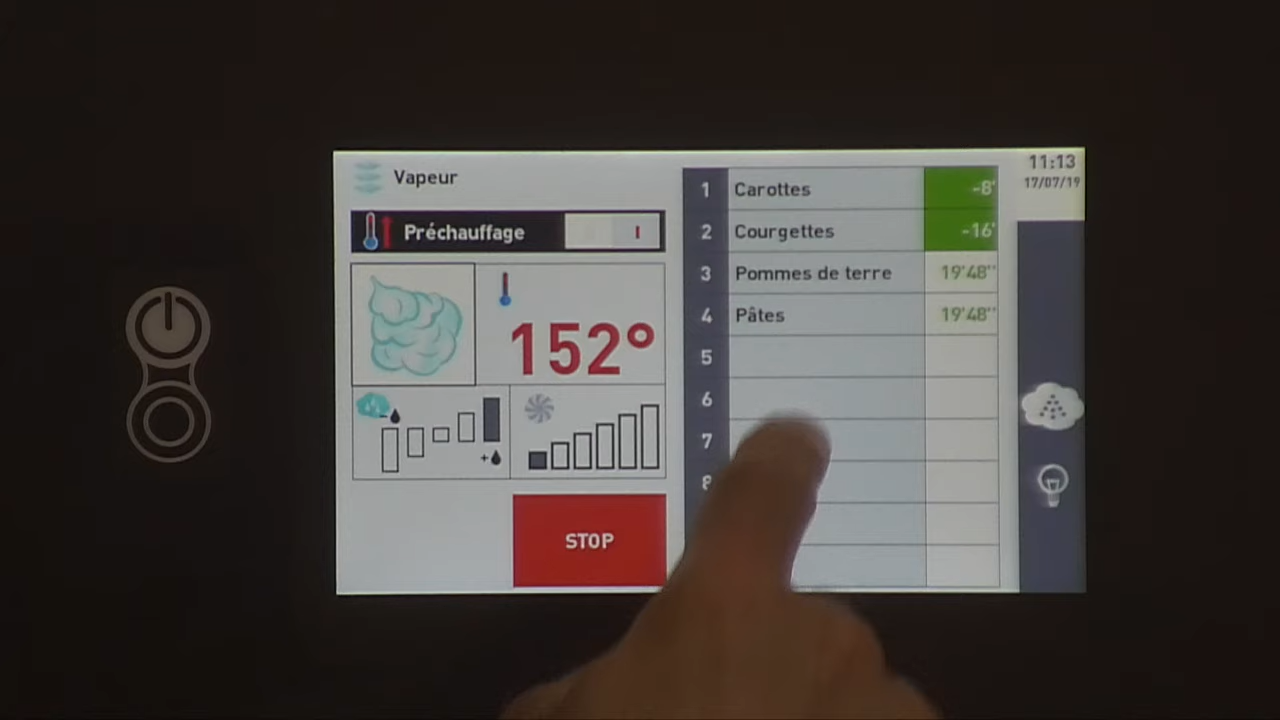 Vapeur
Préchauffage I
152°
STOP
1 Carottes -8'
2 Courgettes -16'
3 Pommes de terre 19'48''
4 Pâtes 19'48''
5
6
7
8
11:13
17/07/19